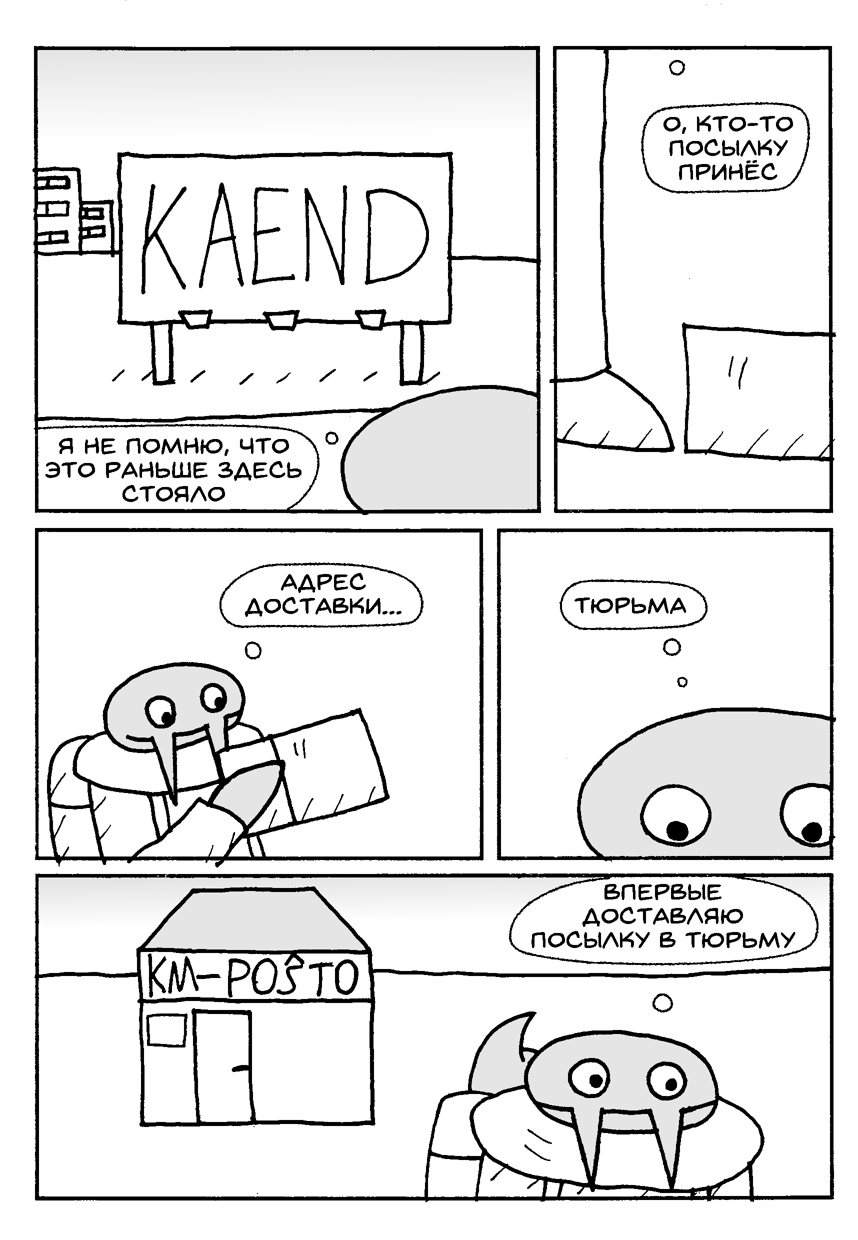 KAEND
Я НЕ ПОМНЮ, ЧТО
ЭТО РАНЬШЕ ЗДЕСЬ
СТОЯЛО
О, КТО-ТО
ПОСЫЛКУ
ПРИНЁС
АДРЕС
ДОСТАВКИ...
ТЮРЬМА
KM-POŜTO
ВПЕРВЫЕ
ДОСТАВЛЯЮ
ПОСЫЛКУ В ТЮРЬМУ